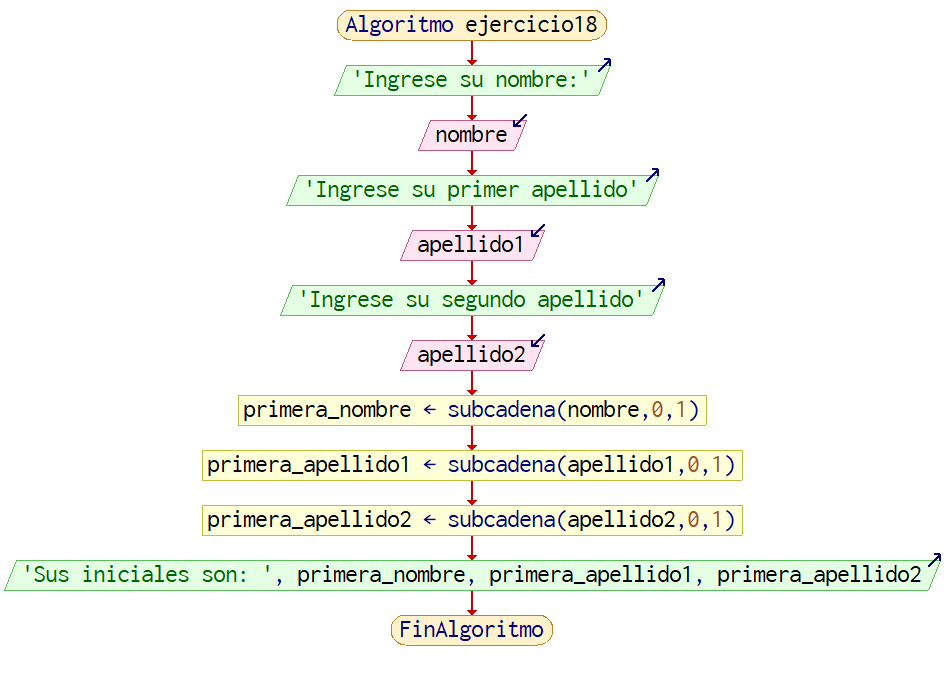 Algoritmo ejercicio18
'Ingrese su nombre:'
nombre
'Ingrese su primer apellido'
apellido1
'Ingrese su segundo apellido'
apellido2
primera_nombre ← subcadena(nombre,0,1)
primera_apellido1 ← subcadena(apellido1,0,1)
primera_apellido2 ← subcadena(apellido2,0,1)
'Sus iniciales son: ', primera_nombre, primera_apellido1, primera_apellido2
FinAlgoritmo